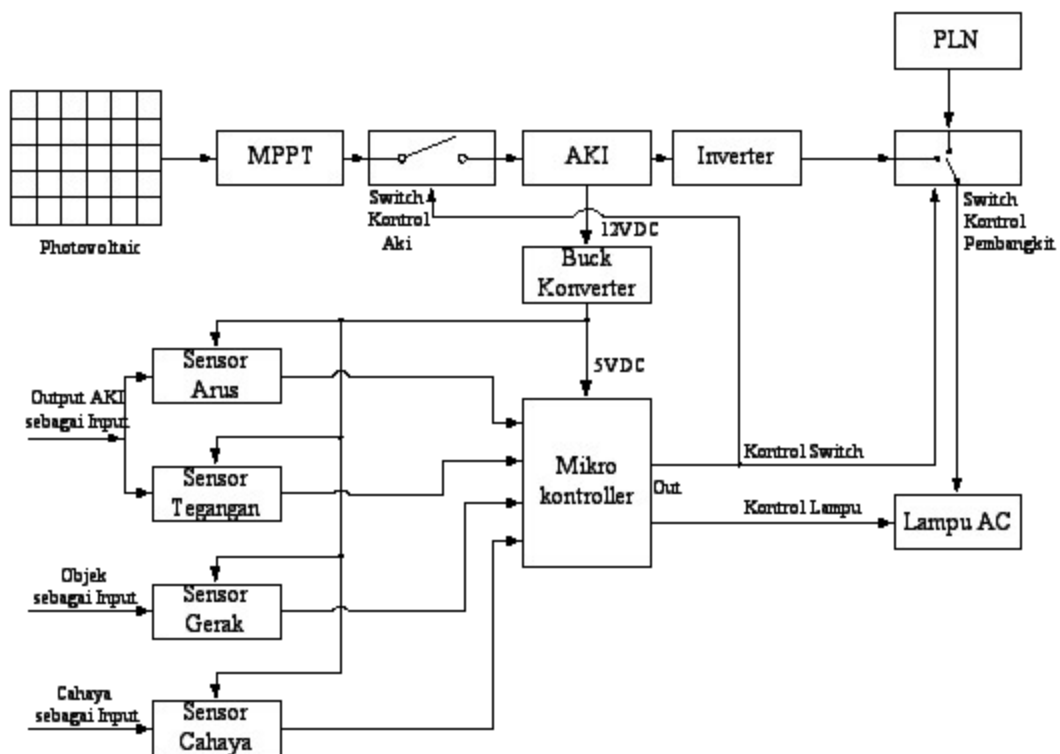 PLN
MPPT
AKI
Inverter
Switch
Kontrol
Aki
Switch
Kontrol
Pembangkit
Photovoltaic
12VDC
Buck
Konverter
5VDC
Sensor
Arus
Output AKI
sebagai Input
Sensor
Tegangan
Mikro
kontroller
Out
Kontrol Switch
Kontrol Lampu
Lampu AC
Objek
sebagai Input
Sensor
Gerak
Cahaya
sebagai Input
Sensor
Cahaya